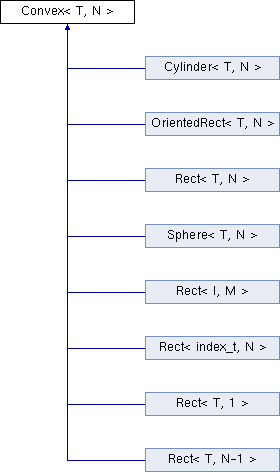 Convex< T, N >
Cylinder< T, N >
OrientedRect< T, N >
Rect< T, N >
Sphere< T, N >
Rect< I, M >
Rect< index_t, N >
Rect< T, 1 >
Rect< T, N-1 >